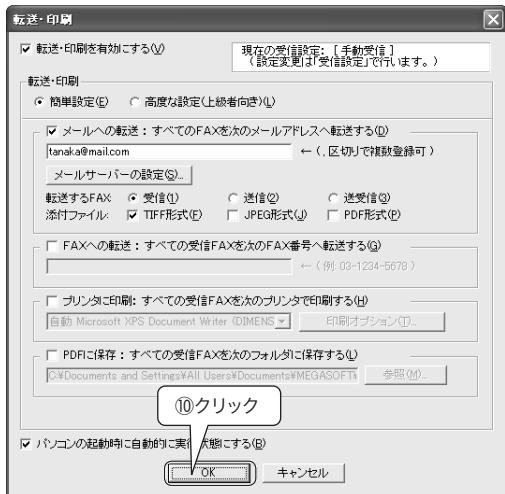 転送・印刷
転送・印刷を有効にする(V)
現在の受信設定: [ 手動受信 ]
(設定変更は「受信設定」で行います。)
転送・印刷
簡単設定(E) 高度な設定(上級者向き)(L)
メールへの転送 : すべてのFAXを次のメールアドレスへ転送する(D)
tanaka@mail.com ← ( , 区切りで複数登録可 )
メールサーバーの設定(S)...
転送するFAX: 受信(1) 送信(2) 送受信(3)
添付ファイル: TIFF形式(F) JPEG形式(J) PDF形式(P)
FAXへの転送 : すべての受信FAXを次のFAX番号へ転送する(G)
← ( 例: 03-1234-5678 )
プリンタに印刷: すべての受信FAXを次のプリンタで印刷する(H)
自動 Microsoft XPS Document Writer (DIMENS 印刷オプション(T)...
PDFに保存 : すべての受信FAXを次のフォルダに保存する(L)
C:¥Documents and Settings¥All Users¥Documents¥MEGASOFT¥ 参照(M)...
⑩クリック
パソコンの起動時に自動的に実行状態にする(B)
OK キャンセル